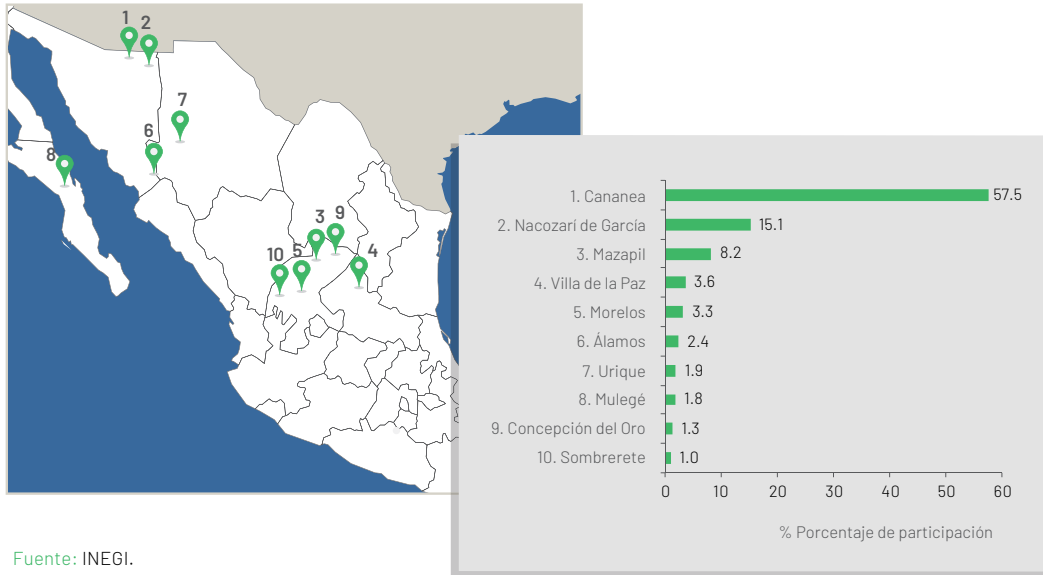 1
2
7
6
8
3
9
10
5
4
1. Cananea
57.5
2. Nacozarí de García
15.1
3. Mazapil
8.2
4. Villa de la Paz
3.6
5. Morelos
3.3
6. Álamos
2.4
7. Urique
1.9
8. Mulegé
1.8
9. Concepción del Oro
1.3
10. Sombrerete
1.0
0 10 20 30 40 50 60
% Porcentaje de participación
Fuente: INEGI.